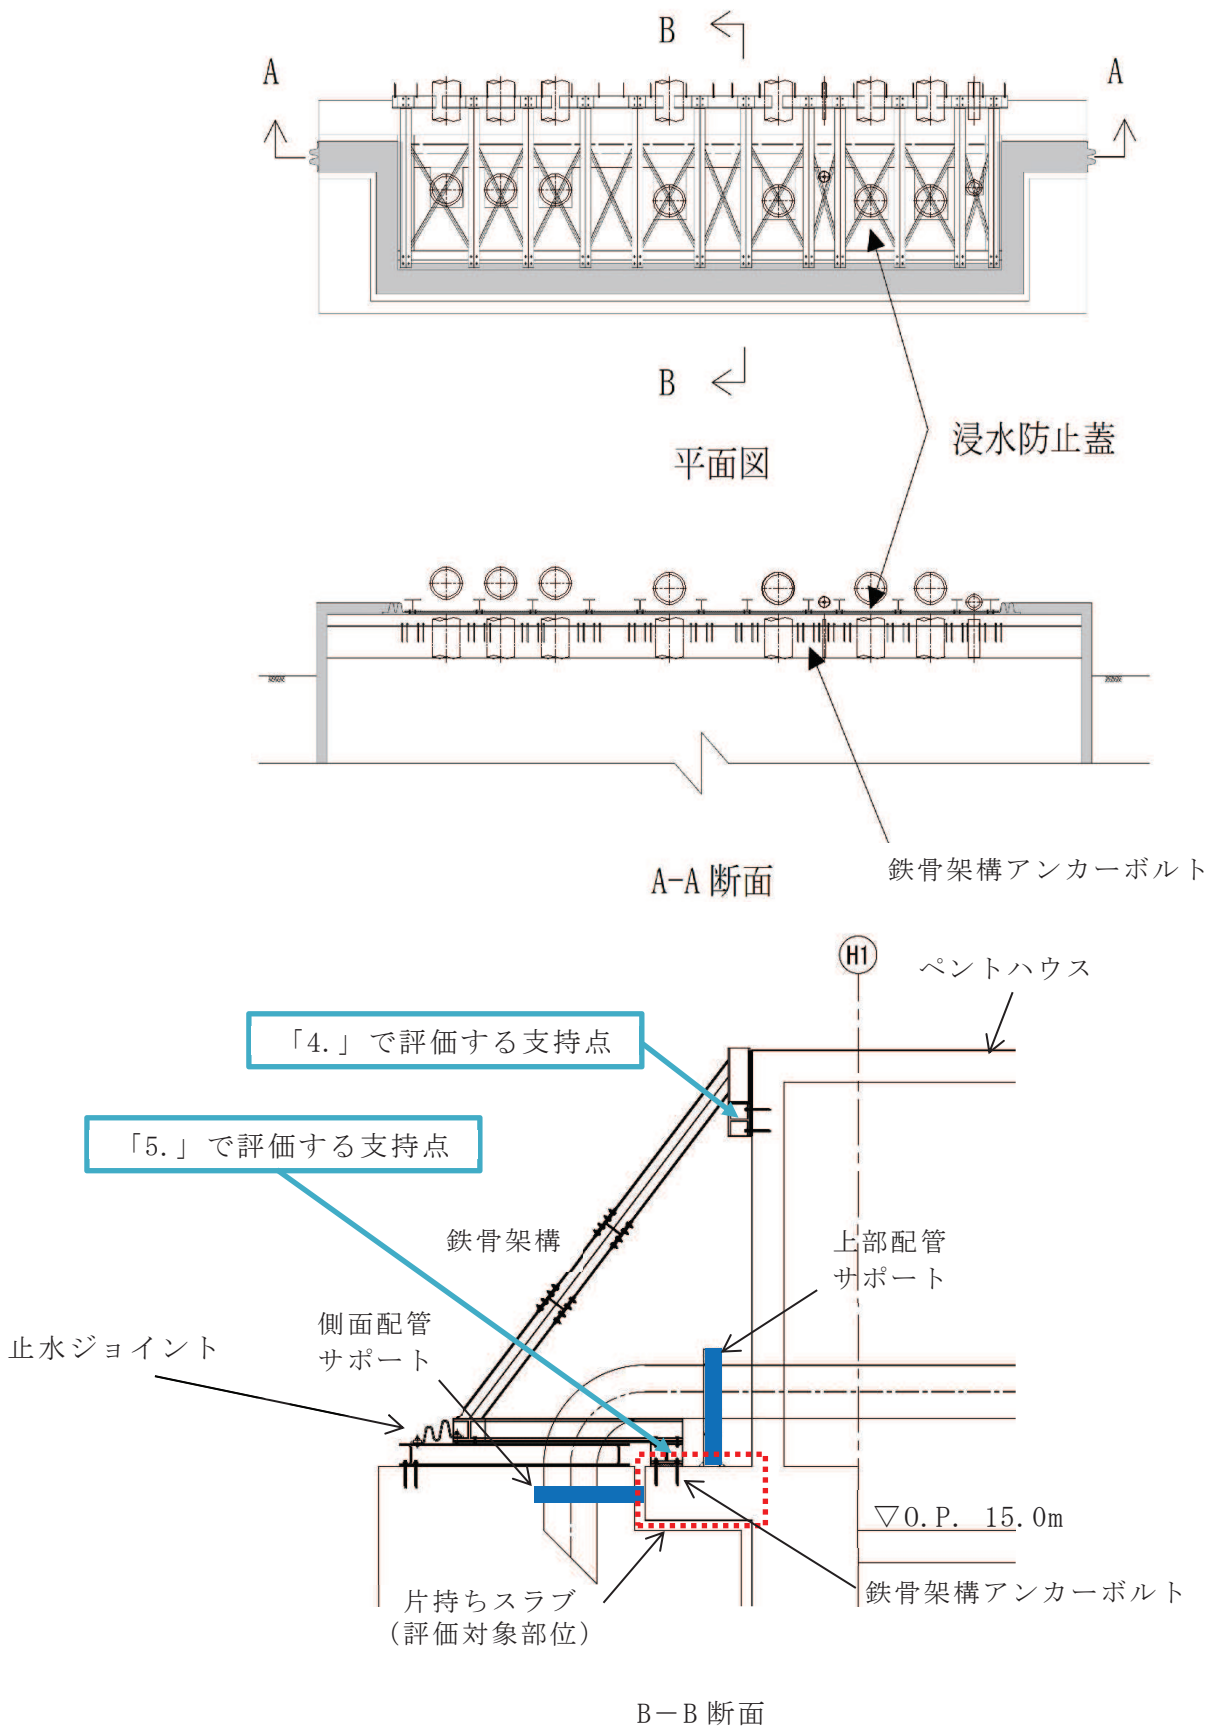 B
A
A
B
平面図
浸水防止蓋
鉄骨架構アンカーボルト
A-A 断面
H1
ペントハウス
「4.」で評価する支持点
「5.」で評価する支持点
鉄骨架構
上部配管
サポート
側面配管
サポート
止水ジョイント
▽O.P. 15.0m
片持ちスラブ
(評価対象部位)
鉄骨架構アンカーボルト
B－B 断面